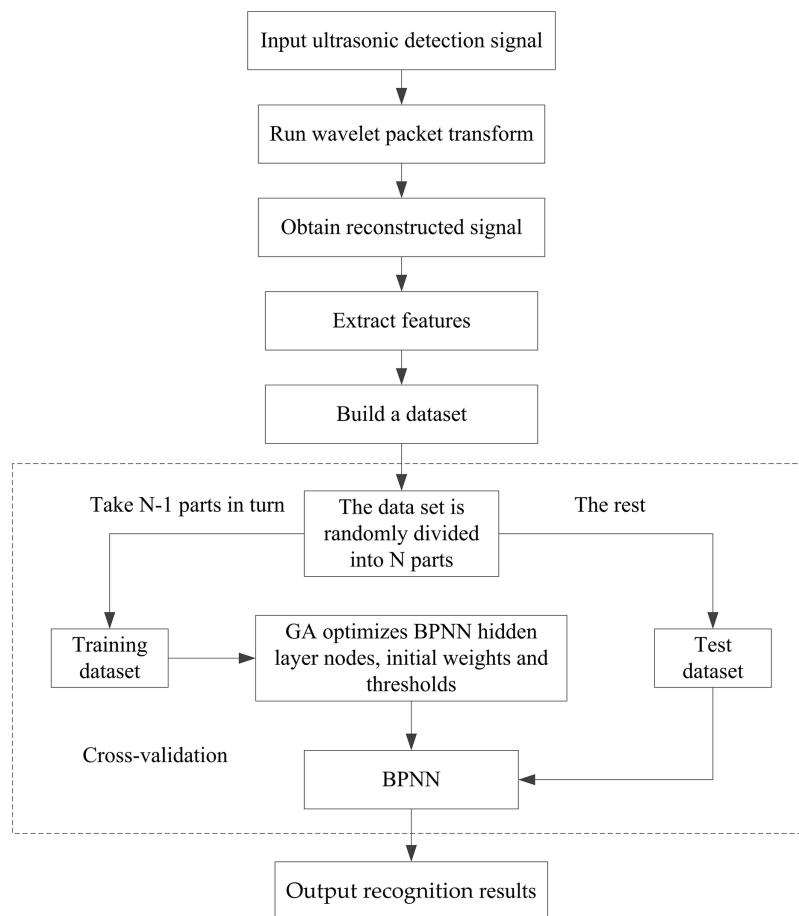 Input ultrasonic detection signal
Run wavelet packet transform
Obtain reconstructed signal
Extract features
Build a dataset
Take N-1 parts in turn
The data set is
randomly divided
into N parts
The rest
Training
dataset
GA optimizes BPNN hidden
layer nodes, initial weights and
thresholds
Test
dataset
Cross-validation
BPNN
Output recognition results